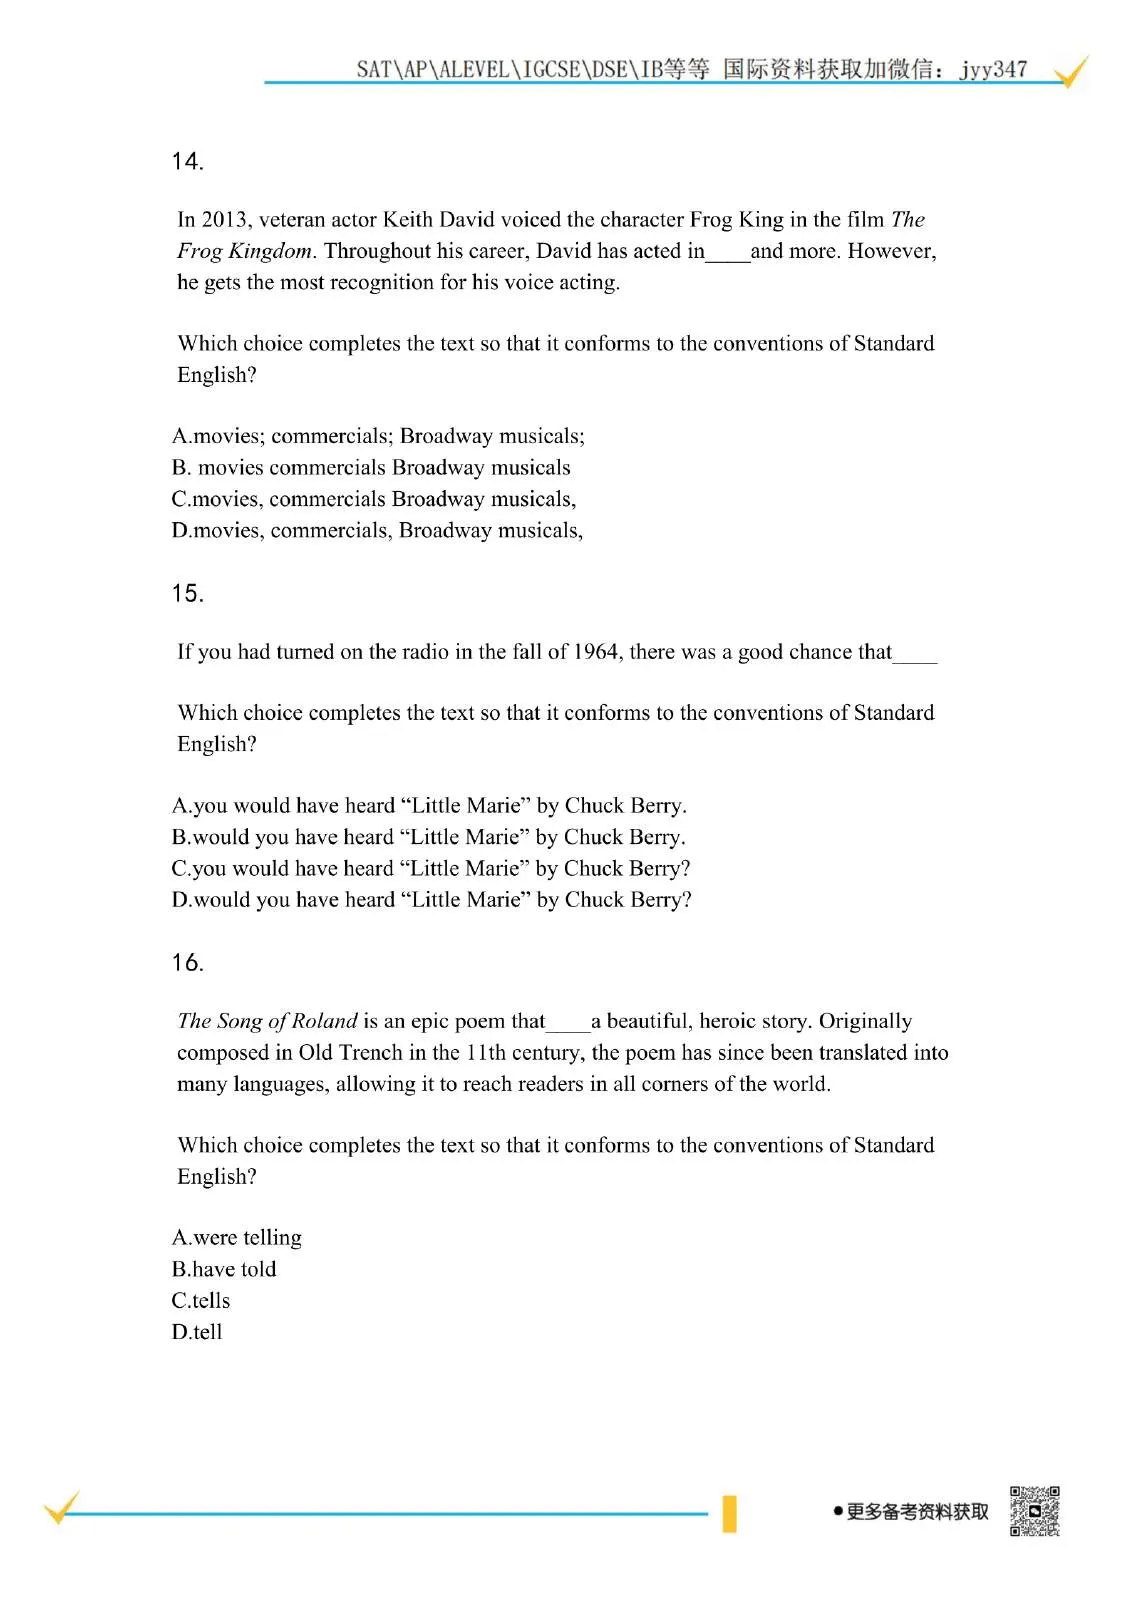 SAT\AP\ALEVEL\IGCSE\DSE\IB等等 国际资料获取加微信: jyy347
14.
In 2013, veteran actor Keith David voiced the character Frog King in the film The
Frog Kingdom. Throughout his career, David has acted in____and more. However,
he gets the most recognition for his voice acting.
Which choice completes the text so that it conforms to the conventions of Standard
English?
A.movies; commercials; Broadway musicals;
B. movies commercials Broadway musicals
C.movies, commercials Broadway musicals,
D.movies, commercials, Broadway musicals,
15.
If you had turned on the radio in the fall of 1964, there was a good chance that____
Which choice completes the text so that it conforms to the conventions of Standard
English?
A.you would have heard “Little Marie” by Chuck Berry.
B.would you have heard “Little Marie” by Chuck Berry.
C.you would have heard “Little Marie” by Chuck Berry?
D.would you have heard “Little Marie” by Chuck Berry?
16.
The Song of Roland is an epic poem that____a beautiful, heroic story. Originally
composed in Old Trench in the 11th century, the poem has since been translated into
many languages, allowing it to reach readers in all corners of the world.
Which choice completes the text so that it conforms to the conventions of Standard
English?
A.were telling
B.have told
C.tells
D.tell
●更多备考资料获取